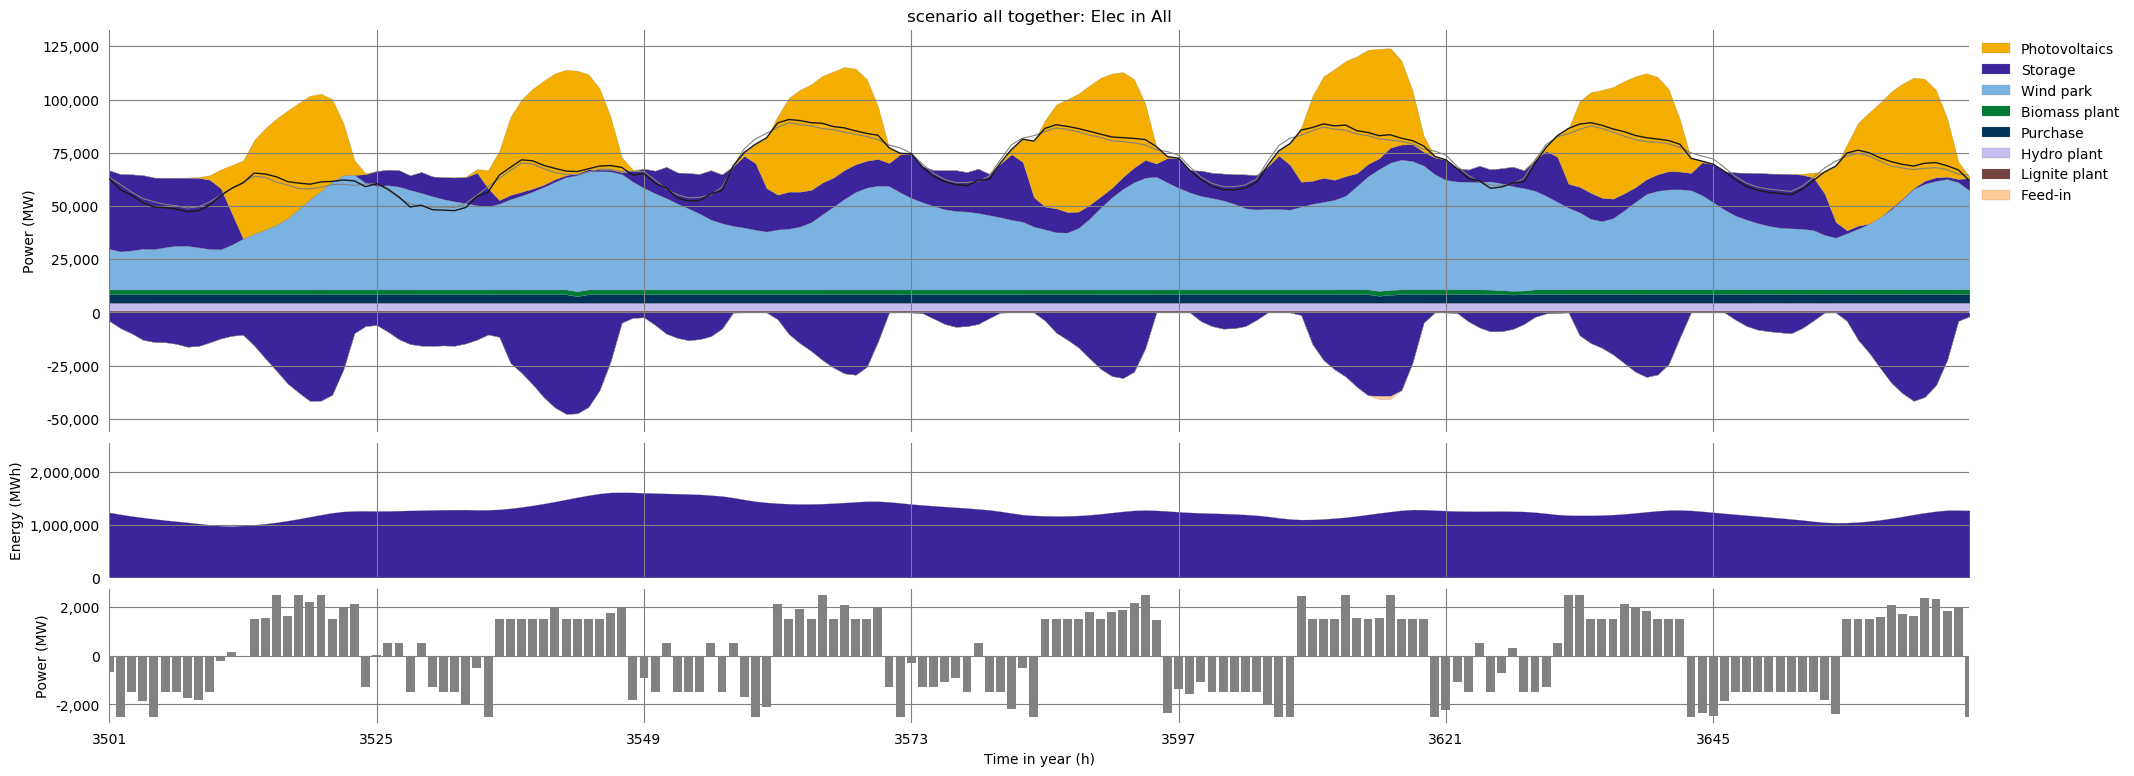 scenario all together: Elec in All
Power (MW)
125,000
100,000
75,000
50,000
25,000
0
-25,000
-50,000
Photovoltaics
Storage
Wind park
Biomass plant
Purchase
Hydro plant
Lignite plant
Feed-in
Energy (MWh)
2,000,000
1,000,000
0
Power (MW)
2,000
0
-2,000
3501 3525 3549 3573 3597 3621 3645
Time in year (h)